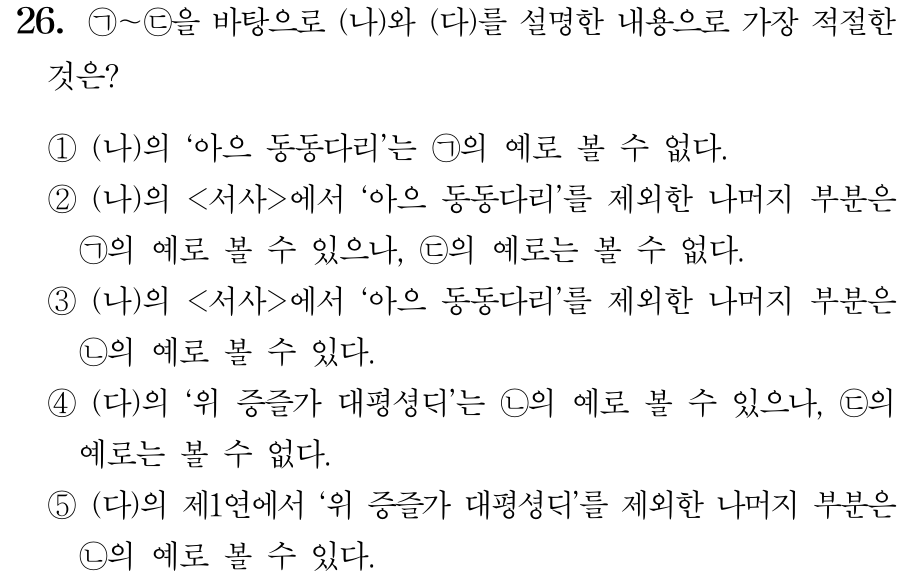 26. ㉠~㉢을 바탕으로 (나)와 (다)를 설명한 내용으로 가장 적절한
것은?
① (나)의 ‘아으 동동다리’는 ㉠의 예로 볼 수 없다.
② (나)의 <서사>에서 ‘아으 동동다리’를 제외한 나머지 부분은
㉠의 예로 볼 수 있으나, ㉢의 예로는 볼 수 없다.
③ (나)의 <서사>에서 ‘아으 동동다리’를 제외한 나머지 부분은
㉡의 예로 볼 수 있다.
④ (다)의 ‘위 증즐가 대평셩ᄃᆡ’는 ㉡의 예로 볼 수 있으나, ㉢의
예로는 볼 수 없다.
⑤ (다)의 제1연에서 ‘위 증즐가 대평셩ᄃᆡ’를 제외한 나머지 부분은
㉡의 예로 볼 수 있다.